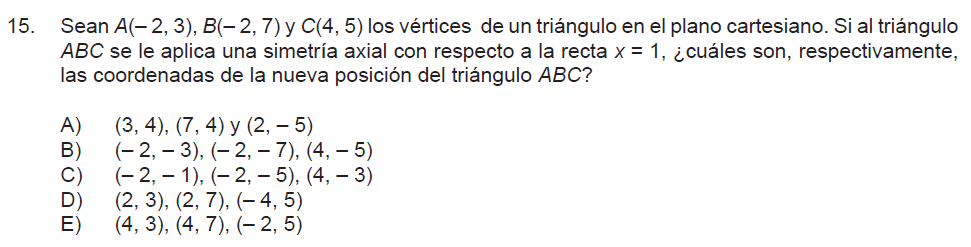 15. Sean A(– 2, 3), B(– 2, 7) y C(4, 5) los vértices de un triángulo en el plano cartesiano. Si al triángulo
ABC se le aplica una simetría axial con respecto a la recta x = 1, ¿cuáles son, respectivamente,
las coordenadas de la nueva posición del triángulo ABC?
A) (3, 4), (7, 4) y (2, – 5)
B) (– 2, – 3), (– 2, – 7), (4, – 5)
C) (– 2, – 1), (– 2, – 5), (4, – 3)
D) (2, 3), (2, 7), (– 4, 5)
E) (4, 3), (4, 7), (– 2, 5)